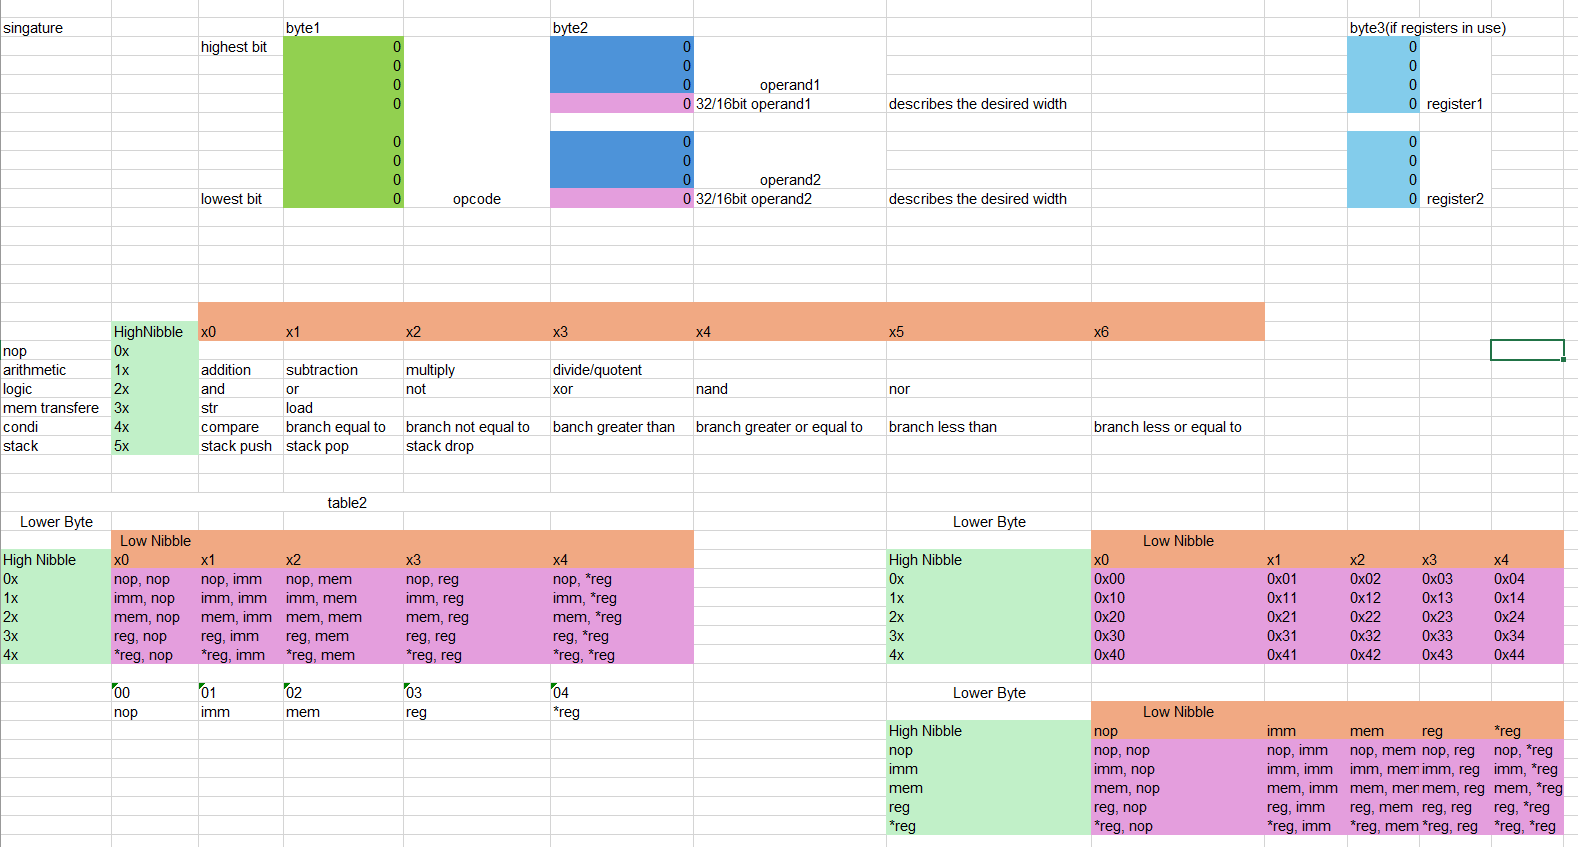 singature byte1 byte2 byte3(if registers in use)
highest bit 0 0 0
0 0 0
0 0 operand1 0
0 0 32/16bit operand1 describes the desired width 0 register1
0 0 0
0 0 0
0 0 operand2 0
lowest bit 0 opcode 0 32/16bit operand2 describes the desired width 0 register2
HighNibble x0 x1 x2 x3 x4 x5 x6
nop 0x
arithmetic 1x addition subtraction multiply divide/quotent
logic 2x and or not xor nand nor
mem transfere 3x str load
condi 4x compare branch equal to branch not equal to banch greater than branch greater or equal to branch less than branch less or equal to
stack 5x stack push stack pop stack drop
table2
Lower Byte
Low Nibble
High Nibble x0 x1 x2 x3 x4
0x nop, nop nop, imm nop, mem nop, reg nop, *reg
1x imm, nop imm, imm imm, mem imm, reg imm, *reg
2x mem, nop mem, imm mem, mem mem, reg mem, *reg
3x reg, nop reg, imm reg, mem reg, reg reg, *reg
4x *reg, nop *reg, imm *reg, mem *reg, reg *reg, *reg
00 01 02 03 04
nop imm mem reg *reg
Lower Byte
Low Nibble
High Nibble x0 x1 x2 x3 x4
0x 0x00 0x01 0x02 0x03 0x04
1x 0x10 0x11 0x12 0x13 0x14
2x 0x20 0x21 0x22 0x23 0x24
3x 0x30 0x31 0x32 0x33 0x34
4x 0x40 0x41 0x42 0x43 0x44
Lower Byte
Low Nibble
High Nibble nop imm mem reg *reg
nop nop, nop nop, imm nop, mem nop, reg nop, *reg
imm imm, nop imm, imm imm, mem imm, reg imm, *reg
mem mem, nop mem, imm mem, mem mem, reg mem, *reg
reg reg, nop reg, imm reg, mem reg, reg reg, *reg
*reg *reg, nop *reg, imm *reg, mem *reg, reg *reg, *reg